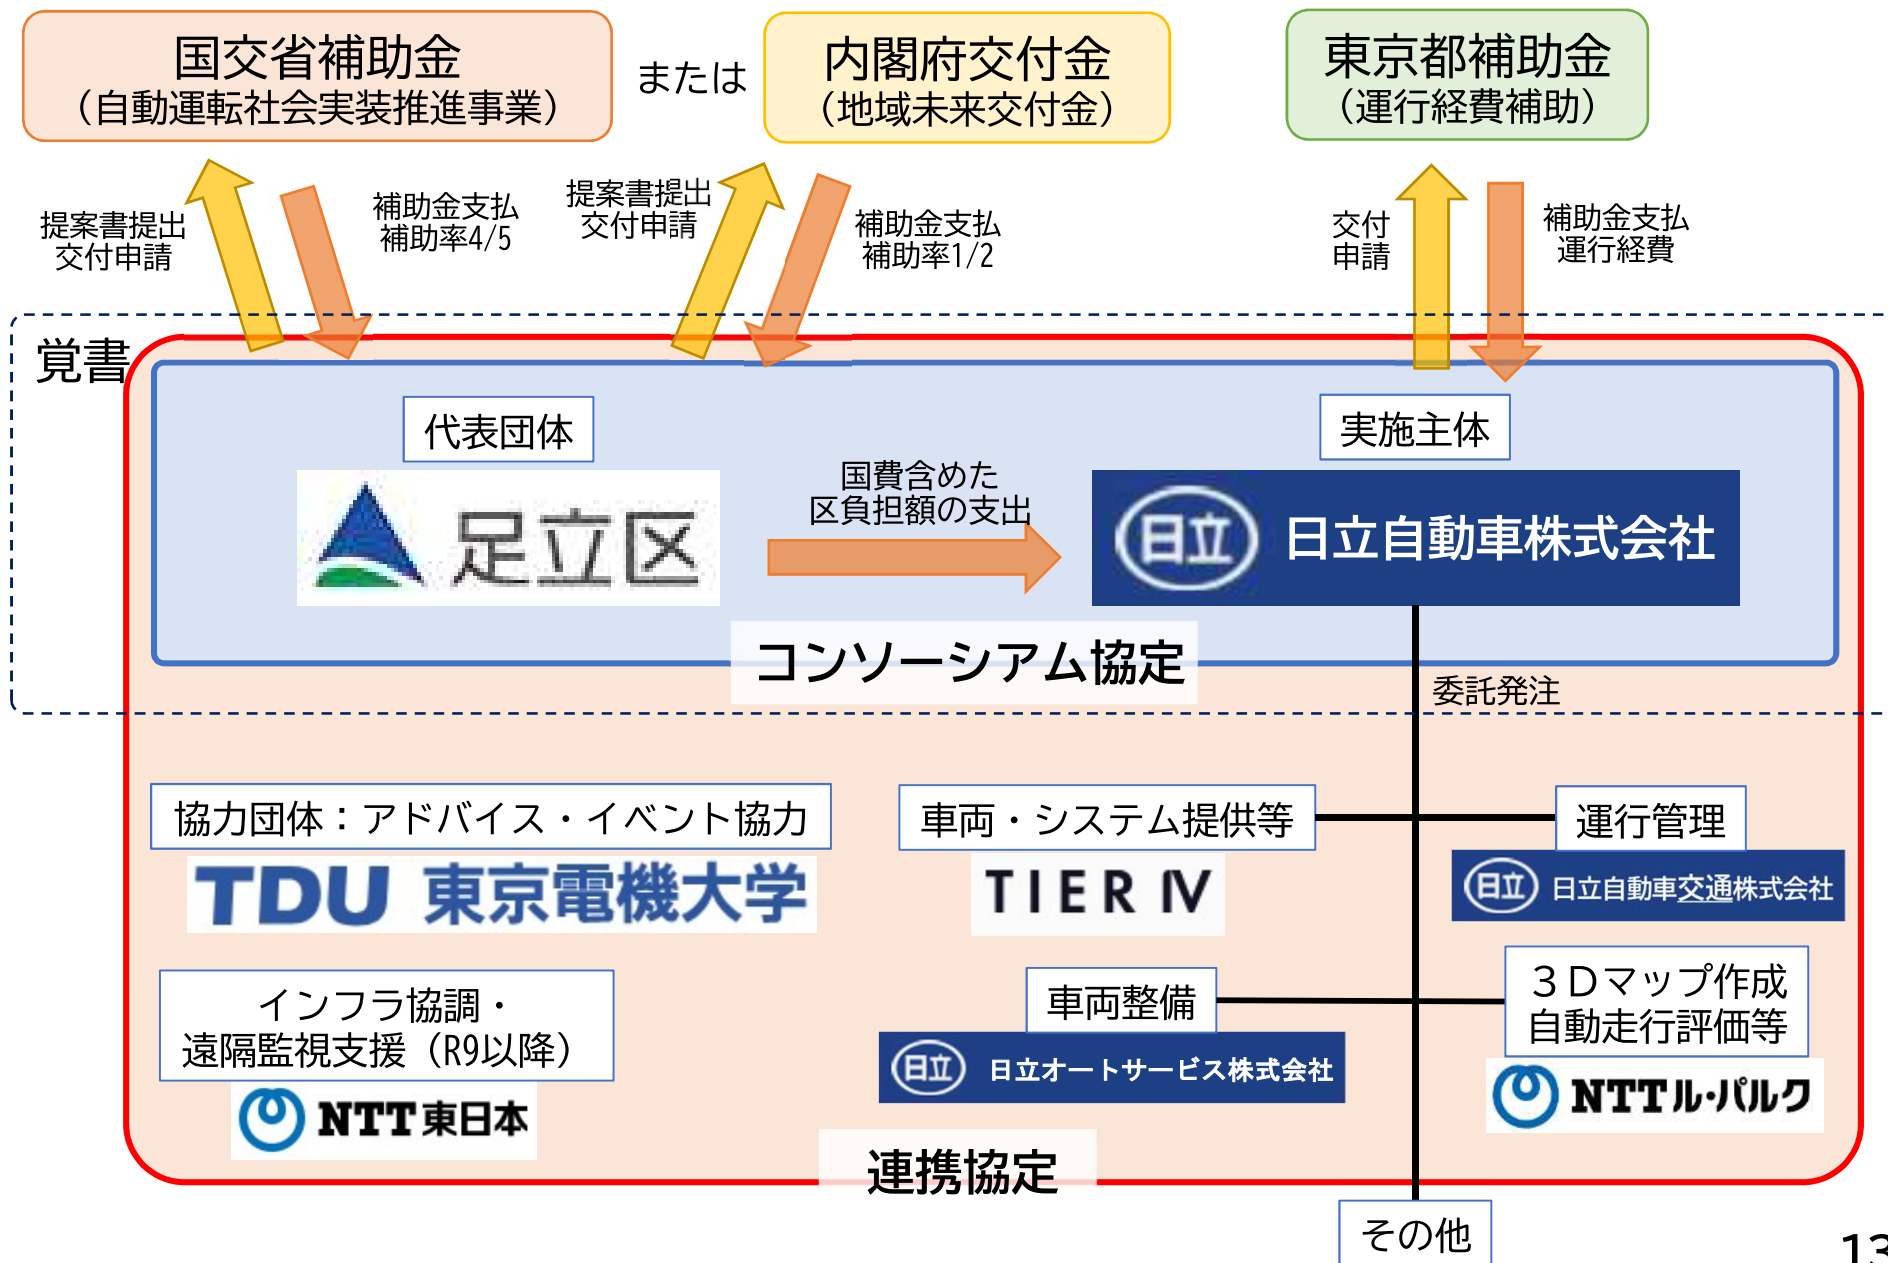 国交省補助金
（自動運転社会実装推進事業）
または
内閣府交付金
（地域未来交付金）
東京都補助金
（運行経費補助）
提案書提出
交付申請
補助金支払
補助率4/5
提案書提出
交付申請
補助金支払
補助率1/2
交付
申請
補助金支払
運行経費
覚書
代表団体
足立区
国費含めた
区負担額の支出
実施主体
日立 日立自動車株式会社
コンソーシアム協定
委託発注
協力団体：アドバイス・イベント協力
TDU 東京電機大学
車両・システム提供等
TIER IV
運行管理
日立 日立自動車交通株式会社
インフラ協調・
遠隔監視支援（R9以降）
NTT東日本
車両整備
日立 日立オートサービス株式会社
３Ｄマップ作成
自動走行評価等
NTTル・パルク
連携協定
その他
13